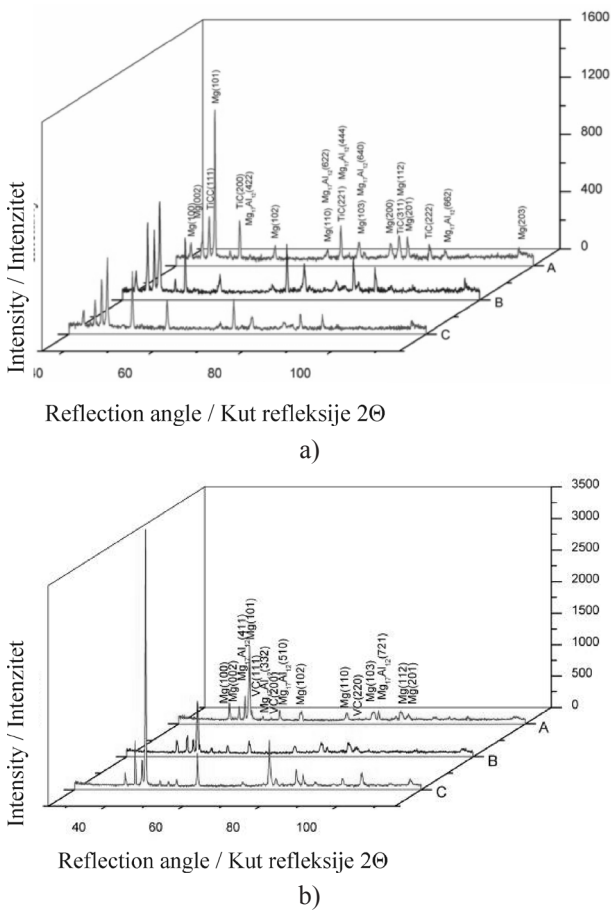 1600
1200
800
400
0
Mg(100)
Mg(002)
TiCC(111)
Mg(101)
TiC(200)
Mg17Al12(422)
Mg(102)
Mg(110)
Mg17Al12(622)
TiC(221)
Mg17Al12(444)
Mg(103)
Mg17Al12(640)
Mg(200)
TiC(311)
Mg(112)
Mg(201)
TiC(222)
Mg17Al12(662)
Mg(203)
A
B
C
Intensity / Intenzitet
40 60 80 100
Reflection angle / Kut refleksije 2Θ
a)
3500
3000
2500
2000
1500
1000
500
0
Mg(100)
Mg(002)
Mg17Al12(411)
Mg(101)
VC(111)
Mg17Al12(332)
VC(200)
Mg17Al12(510)
Mg(102)
Mg(110)
VC(220)
Mg(103)
Mg17Al12(721)
Mg(112)
Mg(201)
A
B
C
Intensity / Intenzitet
40 60 80 100
Reflection angle / Kut refleksije 2Θ
b)